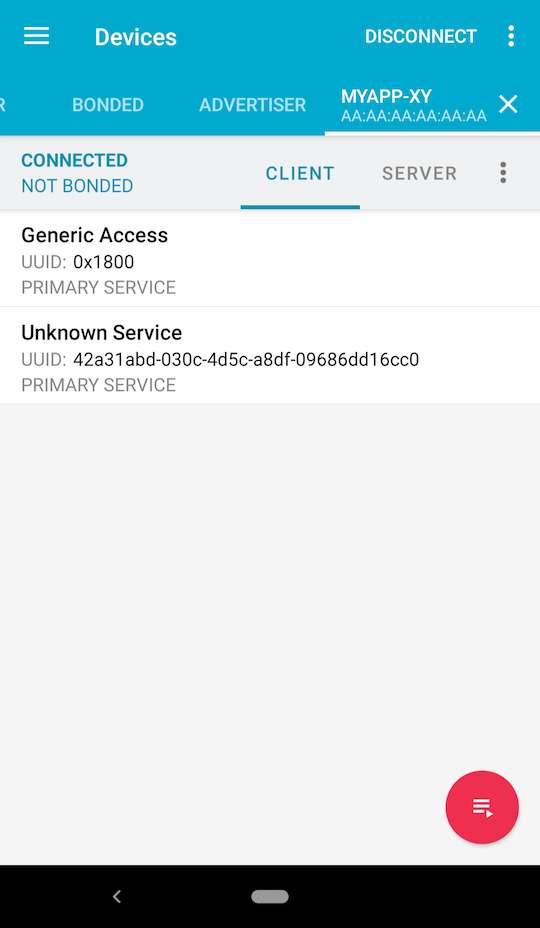 Devices
DISCONNECT
R
BONDED
ADVERTISER
MYAPP-XY
AA:AA:AA:AA:AA:AA
CONNECTED
NOT BONDED
CLIENT
SERVER
Generic Access
UUID: 0x1800
PRIMARY SERVICE
Unknown Service
UUID: 42a31abd-030c-4d5c-a8df-09686dd16cc0
PRIMARY SERVICE